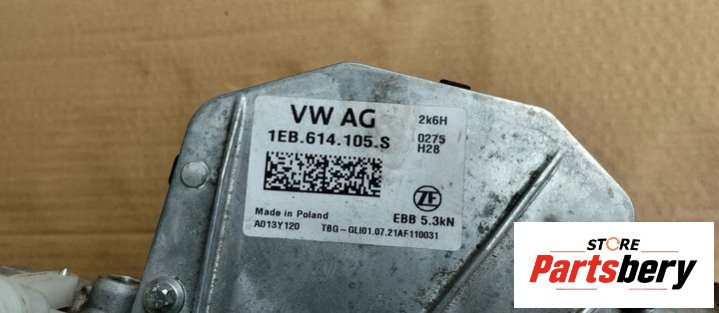 VW AG
2k6H
1EB.614.105.S
0275
H28
ZF
Made in Poland
EBB 5.3kN
A013Y120
TBG-GLI01.07.21AF110031
STORE
Partsbery